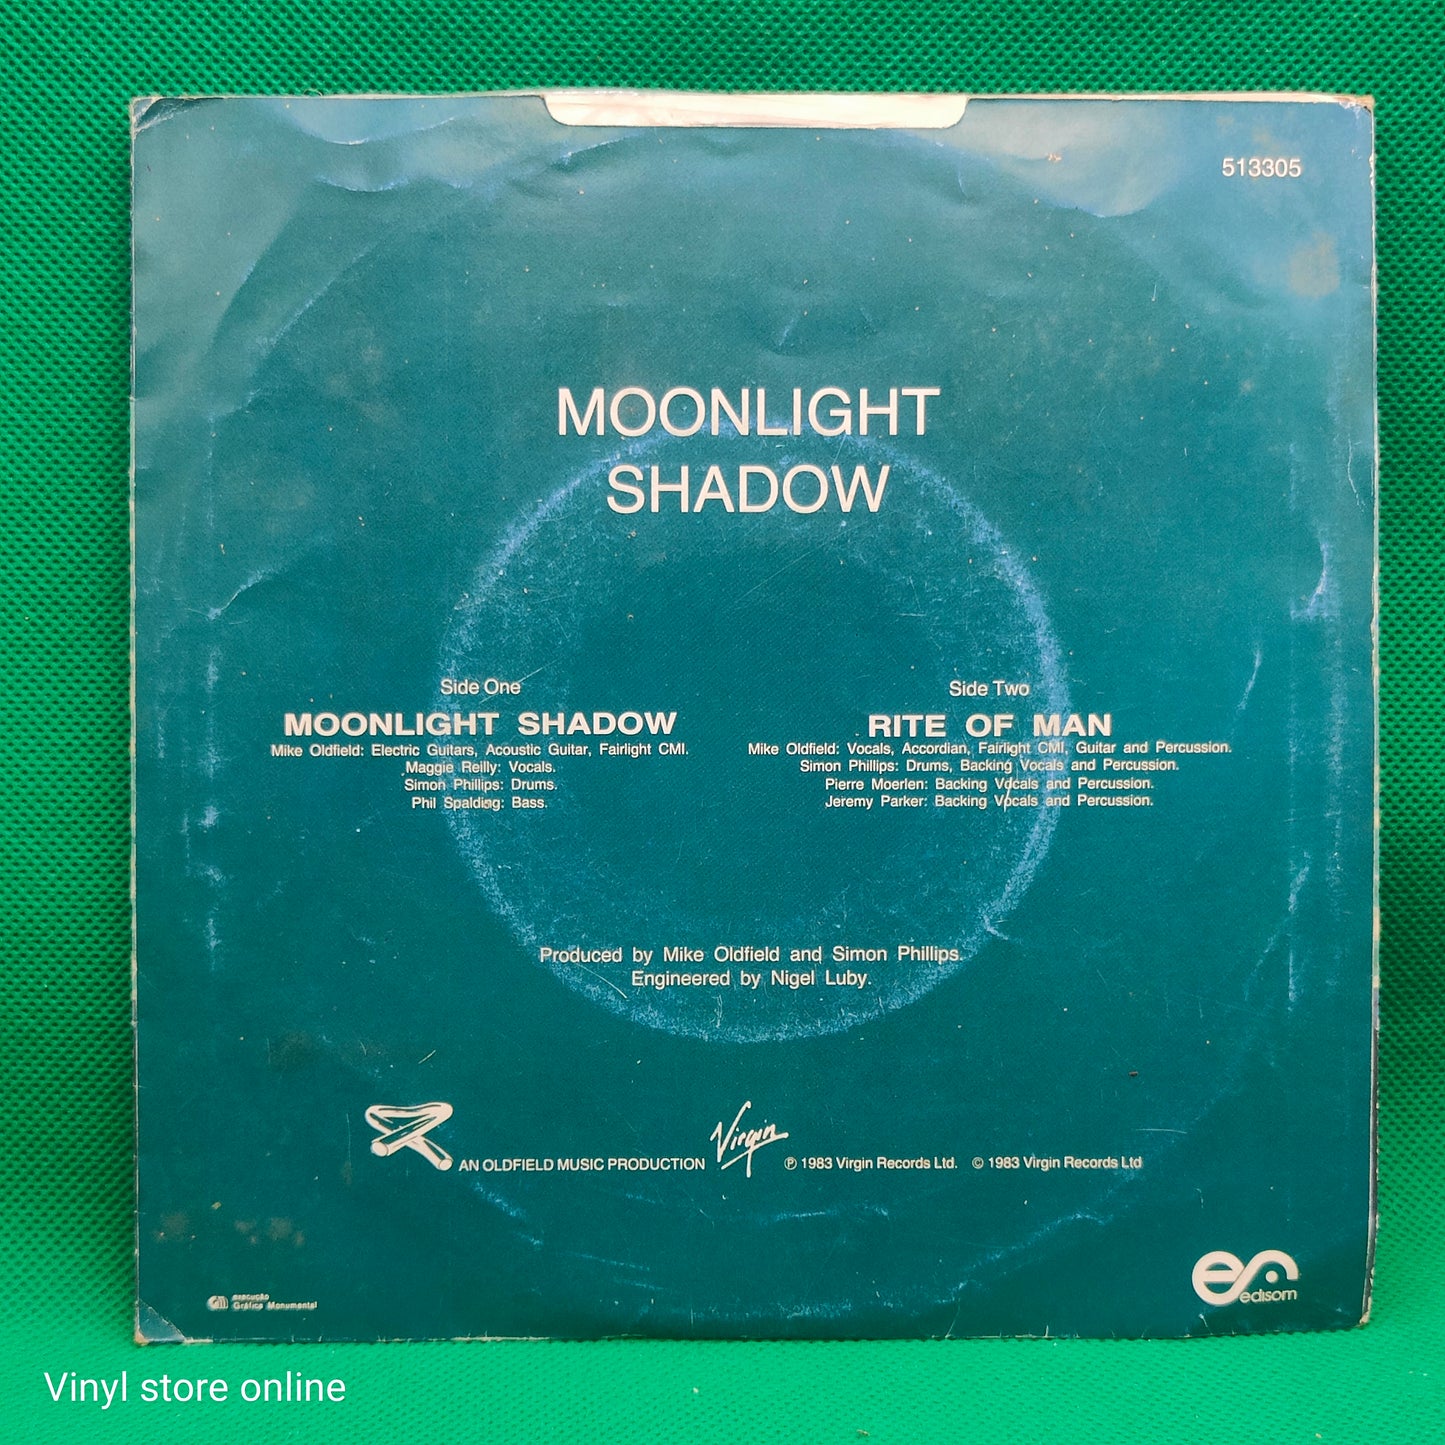 513305
MOONLIGHT
SHADOW
Side One
MOONLIGHT SHADOW
Mike Oldfield: Electric Guitars, Acoustic Guitar, Fairlight CMI.
Maggie Reilly: Vocals.
Simon Phillips: Drums.
Phil Spalding: Bass.
Side Two
RITE OF MAN
Mike Oldfield: Vocals, Accordian, Fairlight CMI, Guitar and Percussion.
Simon Phillips: Drums, Backing Vocals and Percussion.
Pierre Moerlen: Backing Vocals and Percussion.
Jeremy Parker: Backing Vocals and Percussion.
Produced by Mike Oldfield and Simon Phillips.
Engineered by Nigel Luby.
AN OLDFIELD MUSIC PRODUCTION Virgin ℗ 1983 Virgin Records Ltd. © 1983 Virgin Records Ltd
edisom
execução
Gráfica Monumental
Vinyl store online